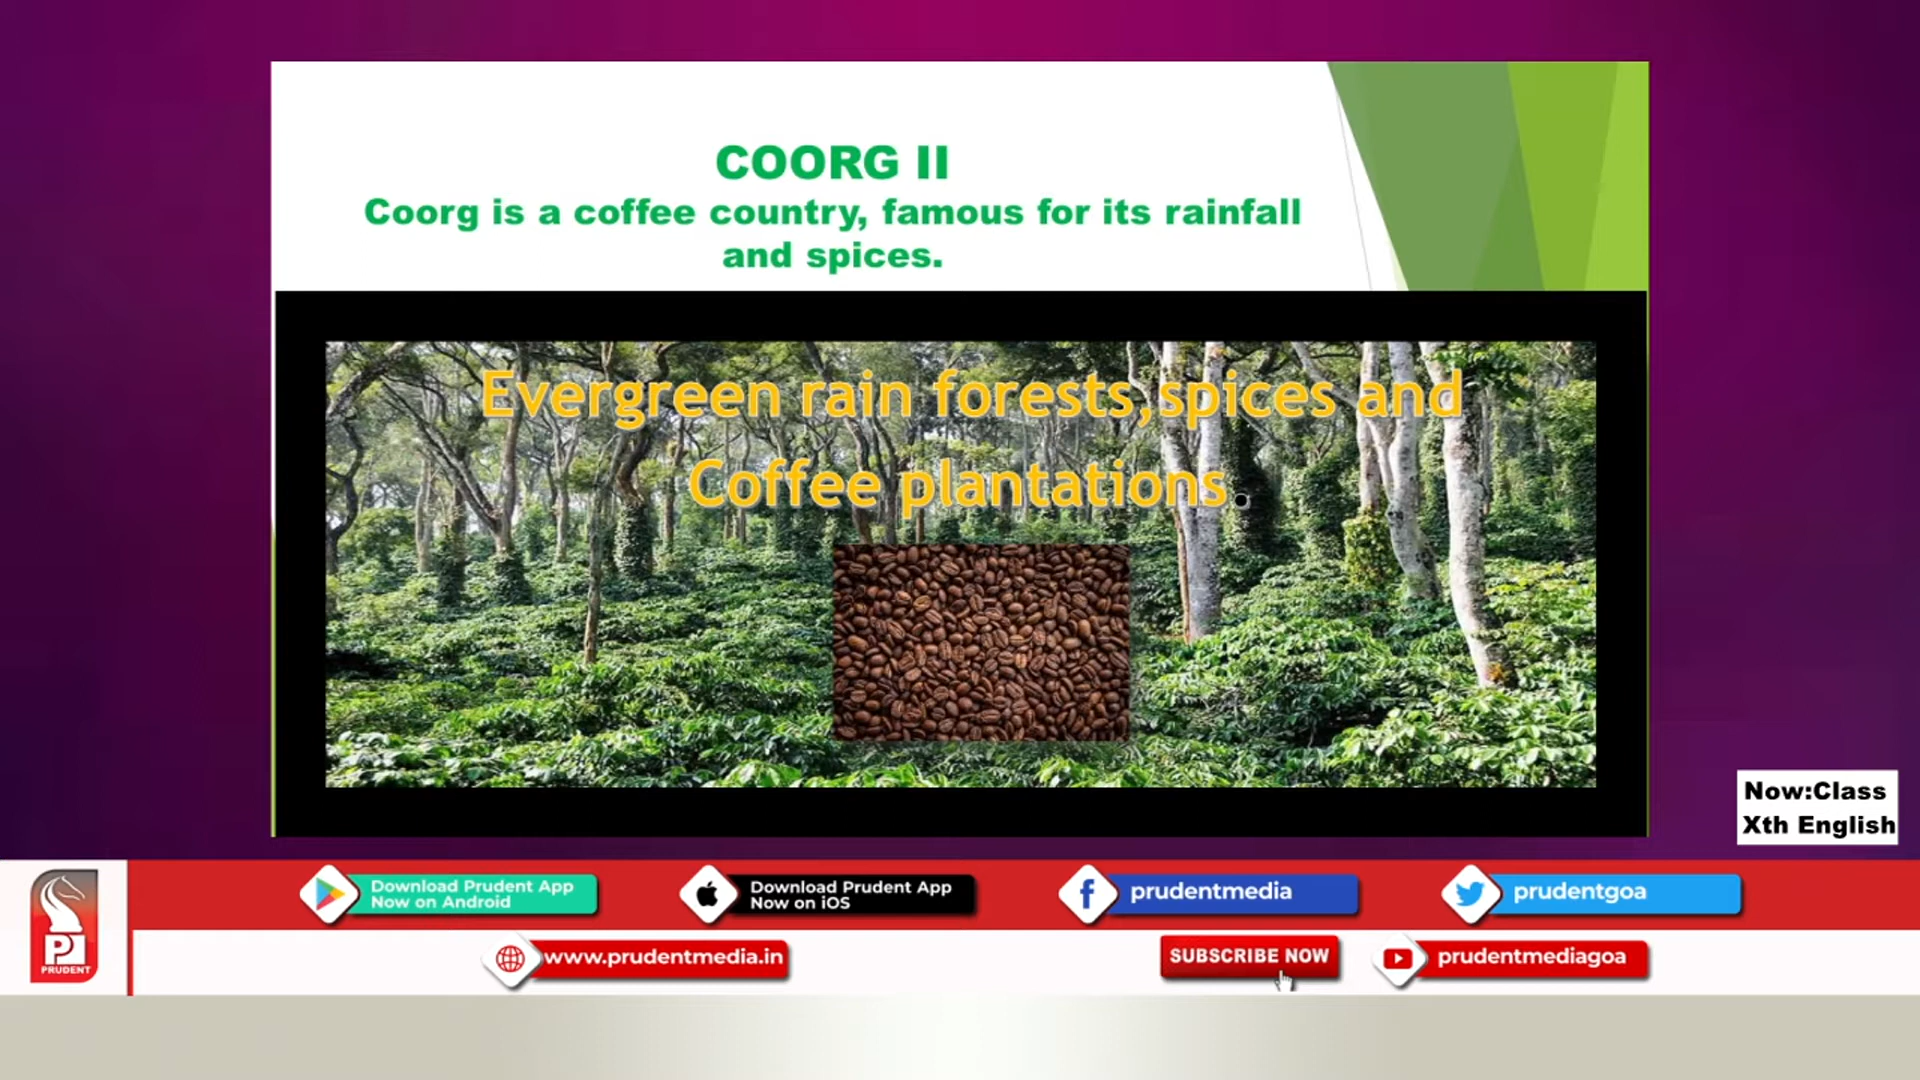 COORG II
Coorg is a coffee country, famous for its rainfall
and spices.
Evergreen rain forests,spices and
Coffee plantations.
Now:Class
Xth English
Download Prudent App
Now on Android
Download Prudent App
Now on iOS
prudentmedia
prudentgoa
PRUDENT
www.prudentmedia.in
SUBSCRIBE NOW
prudentmediagoa